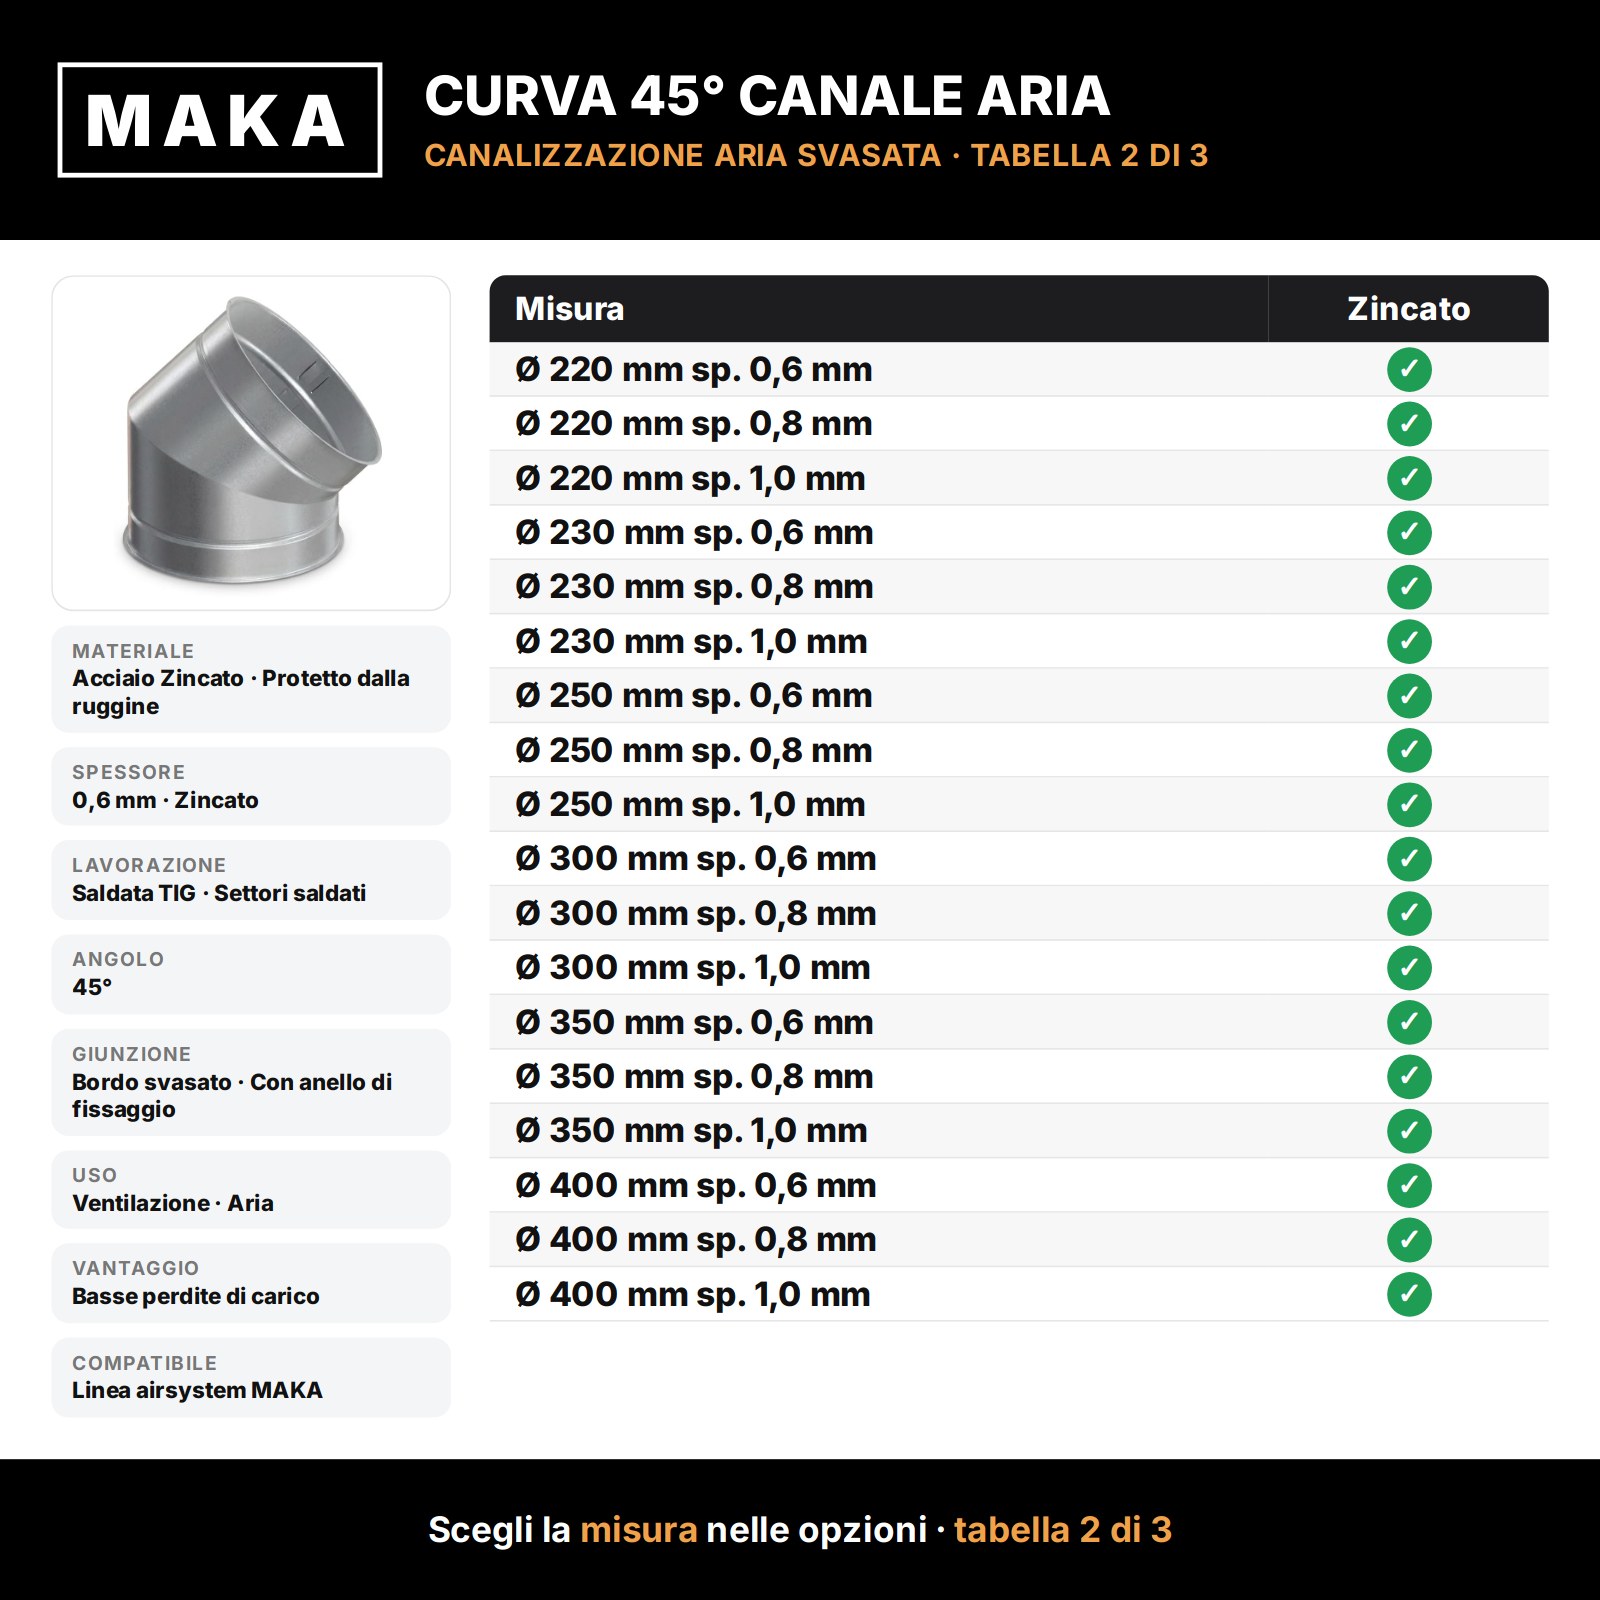 MAKA
CURVA 45° CANALE ARIA
CANALIZZAZIONE ARIA SVASATA · TABELLA 2 DI 3
MATERIALE
Acciaio Zincato · Protetto dalla
ruggine
SPESSORE
0,6 mm · Zincato
LAVORAZIONE
Saldata TIG · Settori saldati
ANGOLO
45°
GIUNZIONE
Bordo svasato · Con anello di
fissaggio
USO
Ventilazione · Aria
VANTAGGIO
Basse perdite di carico
COMPATIBILE
Linea airsystem MAKA
Misura Zincato
Ø 220 mm sp. 0,6 mm ✓
Ø 220 mm sp. 0,8 mm ✓
Ø 220 mm sp. 1,0 mm ✓
Ø 230 mm sp. 0,6 mm ✓
Ø 230 mm sp. 0,8 mm ✓
Ø 230 mm sp. 1,0 mm ✓
Ø 250 mm sp. 0,6 mm ✓
Ø 250 mm sp. 0,8 mm ✓
Ø 250 mm sp. 1,0 mm ✓
Ø 300 mm sp. 0,6 mm ✓
Ø 300 mm sp. 0,8 mm ✓
Ø 300 mm sp. 1,0 mm ✓
Ø 350 mm sp. 0,6 mm ✓
Ø 350 mm sp. 0,8 mm ✓
Ø 350 mm sp. 1,0 mm ✓
Ø 400 mm sp. 0,6 mm ✓
Ø 400 mm sp. 0,8 mm ✓
Ø 400 mm sp. 1,0 mm ✓
Scegli la misura nelle opzioni · tabella 2 di 3